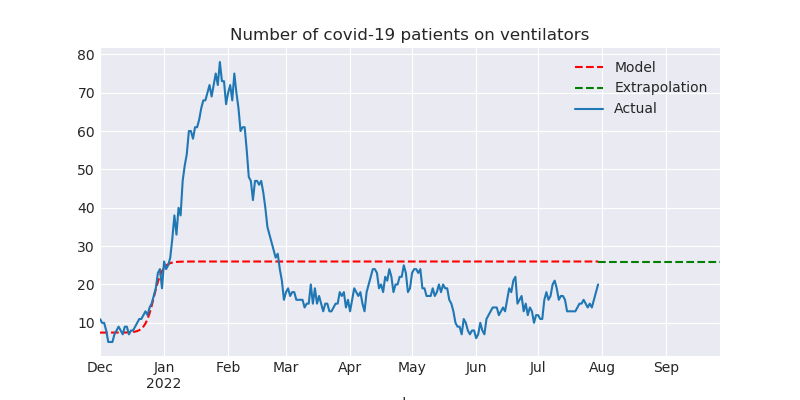 Number of covid-19 patients on ventilators
80
70
60
50
40
30
20
10
Model
Extrapolation
Actual
Dec Jan Feb Mar Apr May Jun Jul Aug Sep
2022